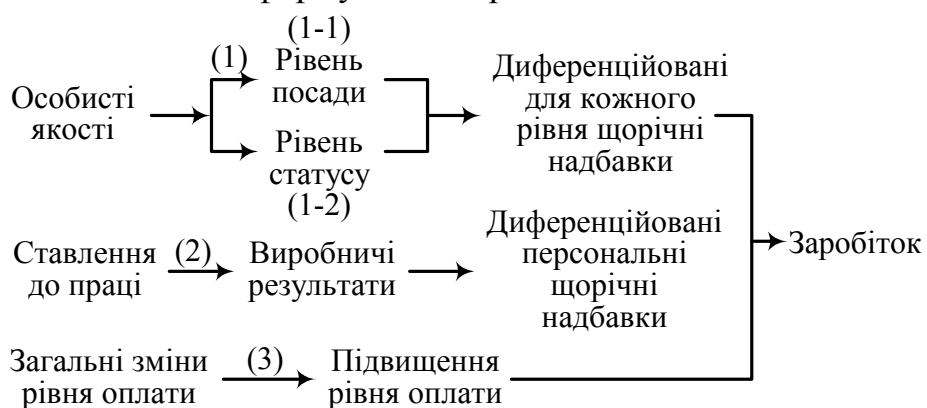 (1-1)
(1)
Рівень
посади
Особисті
якості
Рівень
статусу
(1-2)
Диференційовані
для кожного
рівня щорічні
надбавки
Ставлення
до праці
(2)
Виробничі
результати
Диференційовані
персональні
щорічні
надбавки
Заробіток
Загальні зміни
рівня оплати
(3)
Підвищення
рівня оплати